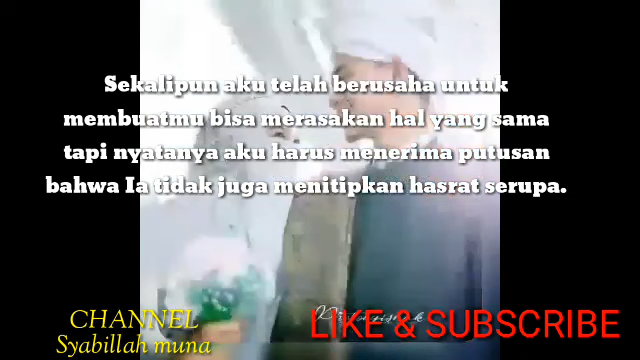 Sekalipun aku telah berusaha untuk
membuatmu bisa merasakan hal yang sama
tapi nyatanya aku harus menerima putusan
bahwa Ia tidak juga menitipkan hasrat serupa.
CHANNEL
Syabillah muna
LIKE & SUBSCRIBE